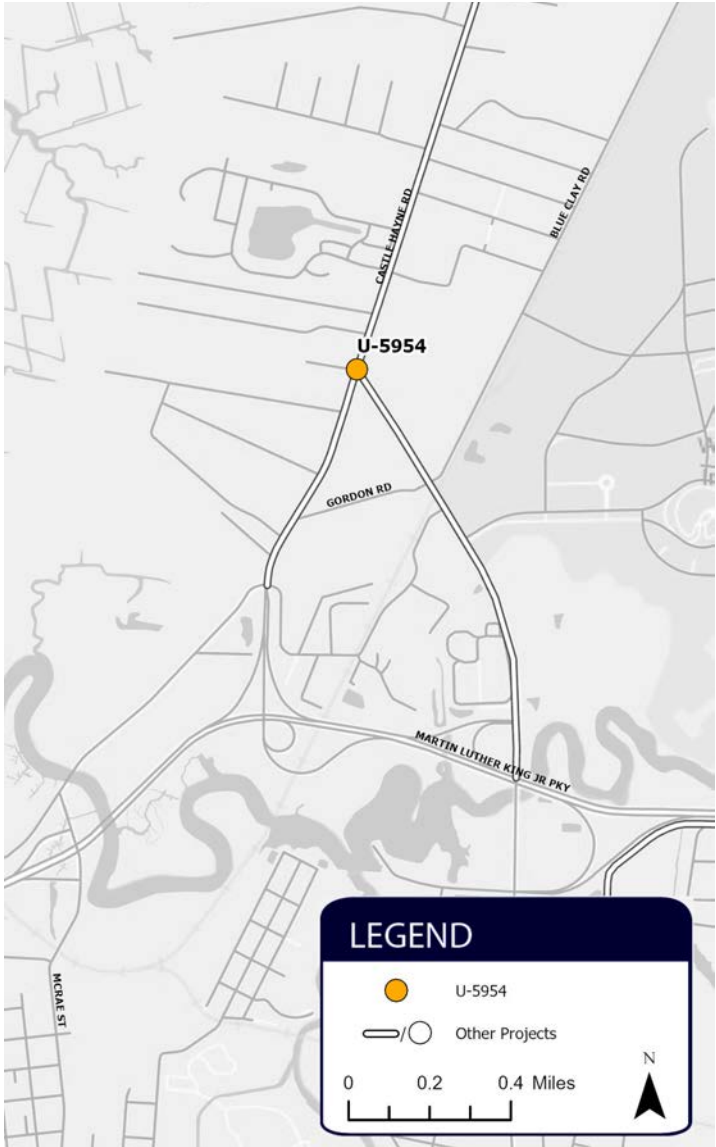 CASTLE HAYNE RD
BLUE CLAY RD
U-5954
GORDON RD
MARTIN LUTHER KING JR PKY
MCRAE ST
LEGEND
U-5954
/ Other Projects
N
0 0.2 0.4 Miles